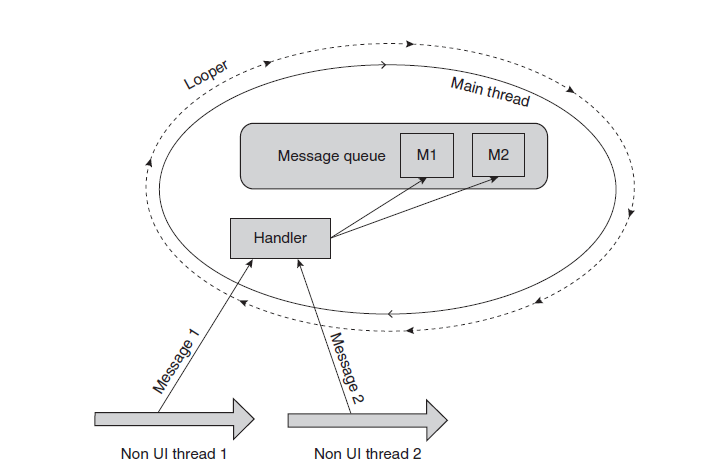 Looper
Main thread
Message queue
M1
M2
Handler
Message 1
Message 2
Non UI thread 1
Non UI thread 2